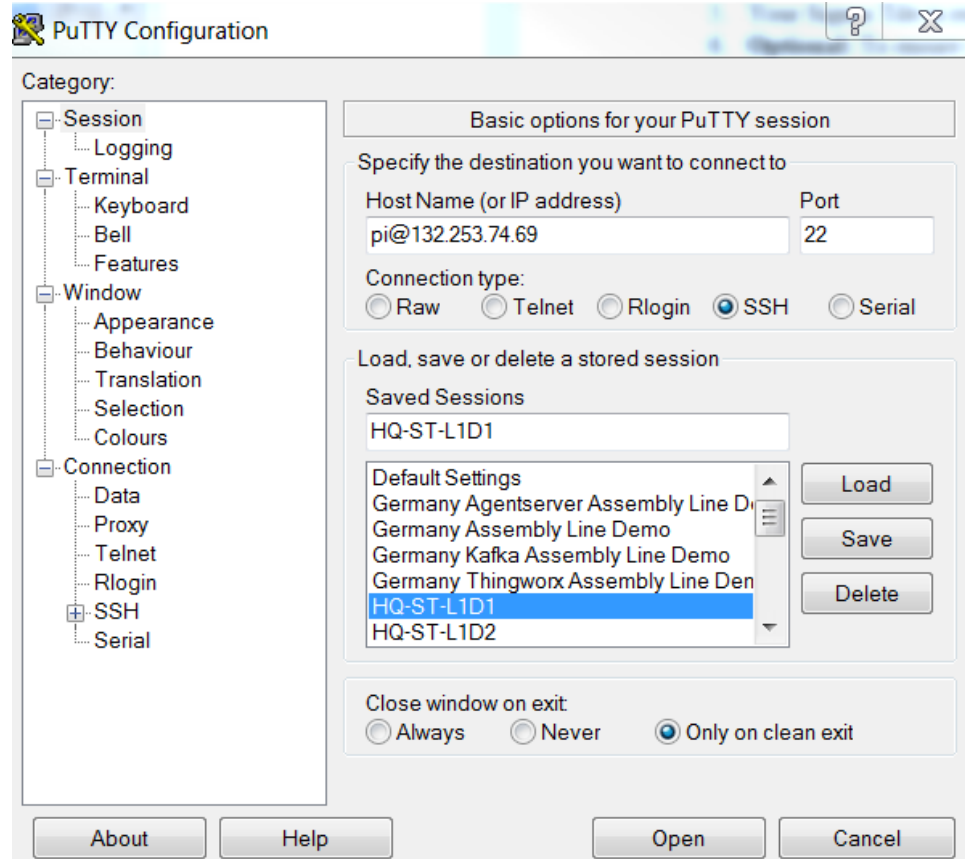 PuTTY Configuration
Category:
Session
Logging
Terminal
Keyboard
Bell
Features
Window
Appearance
Behaviour
Translation
Selection
Colours
Connection
Data
Proxy
Telnet
Rlogin
SSH
Serial
Basic options for your PuTTY session
Specify the destination you want to connect to
Host Name (or IP address) Port
pi@132.253.74.69 22
Connection type:
Raw Telnet Rlogin SSH Serial
Load, save or delete a stored session
Saved Sessions
HQ-ST-L1D1
Default Settings
Germany Agentserver Assembly Line D
Germany Assembly Line Demo
Germany Kafka Assembly Line Demo
Germany Thingworx Assembly Line Den
HQ-ST-L1D1
HQ-ST-L1D2
Load
Save
Delete
Close window on exit:
Always Never Only on clean exit
About Help Open Cancel